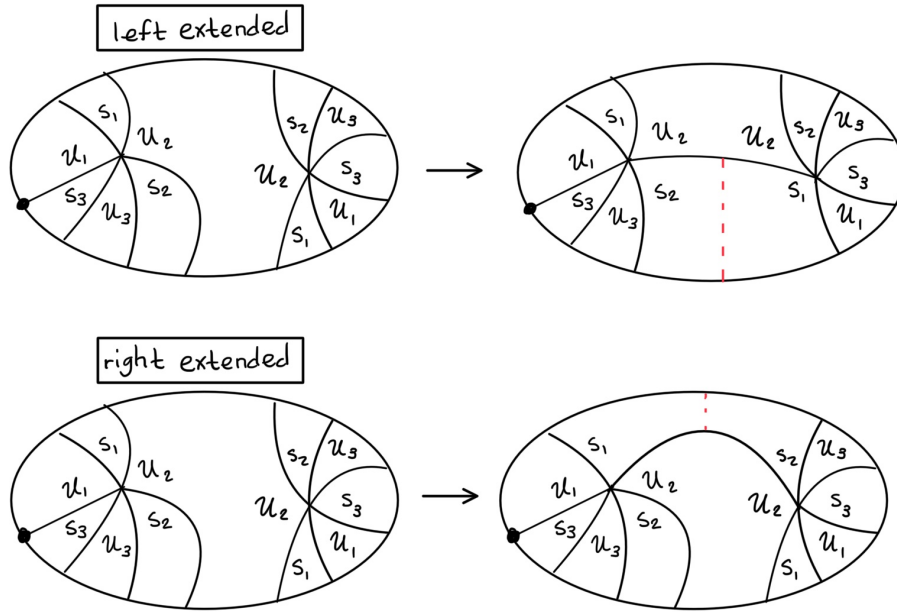 left extended
S₁ U₂ S₂ U₃
U₁ S₃
S₃ U₃ S₂ U₂ S₁ U₁
S₁ U₂ U₂ S₂ U₃
U₁ S₃
S₃ U₃ S₂ S₁ U₁
right extended
S₁ U₂ S₂ U₃
U₁ S₃
S₃ U₃ S₂ U₂ S₁ U₁
S₁ U₂ S₂ U₃
U₁ S₃
S₃ U₃ S₂ U₂ S₁ U₁